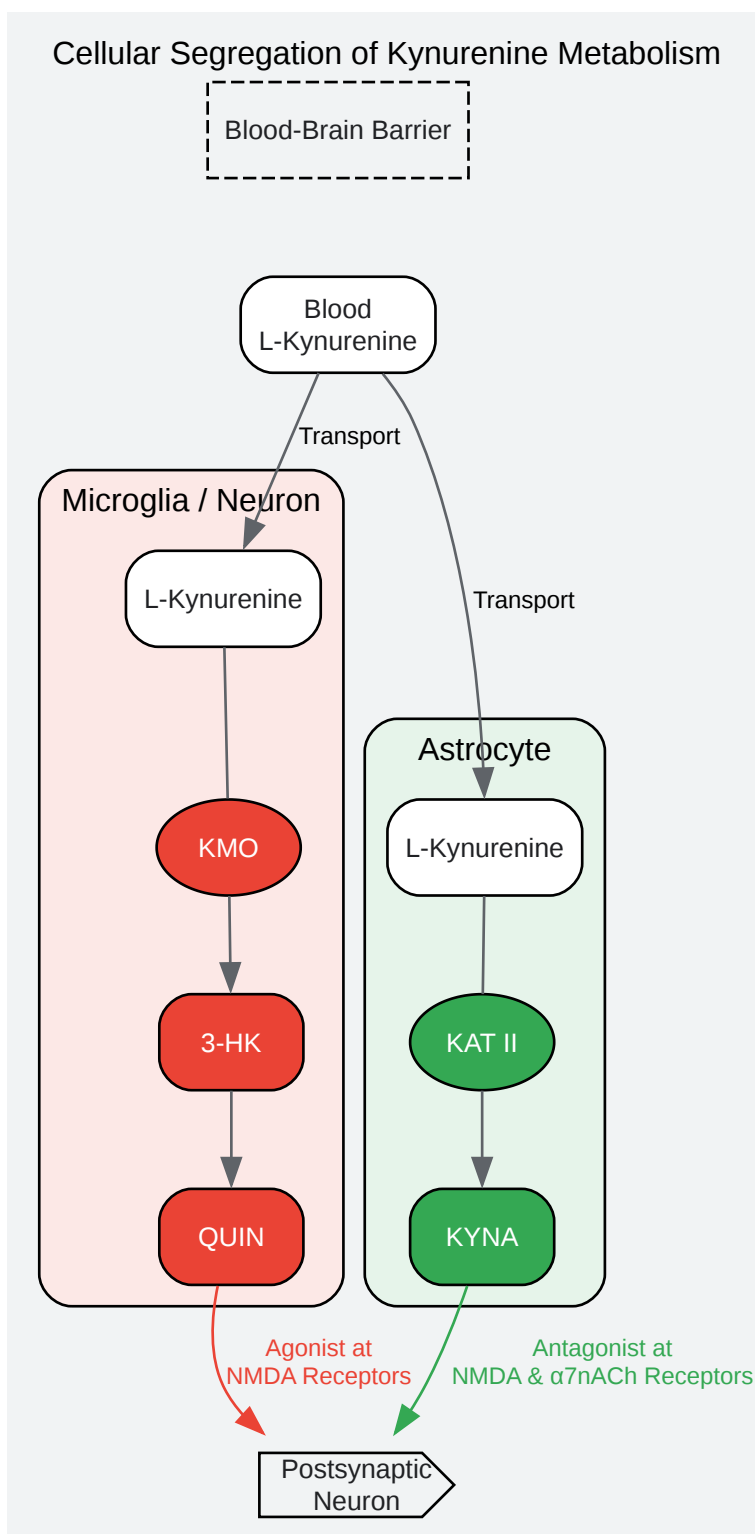 Cellular Segregation of Kynurenine Metabolism
Blood-Brain Barrier
Blood
L-Kynurenine
Transport
Microglia / Neuron
L-Kynurenine
Transport
Astrocyte
KMO
L-Kynurenine
3-HK
KAT II
QUIN
KYNA
Agonist at
NMDA Receptors
Antagonist at
NMDA & α7nACh Receptors
Postsynaptic
Neuron